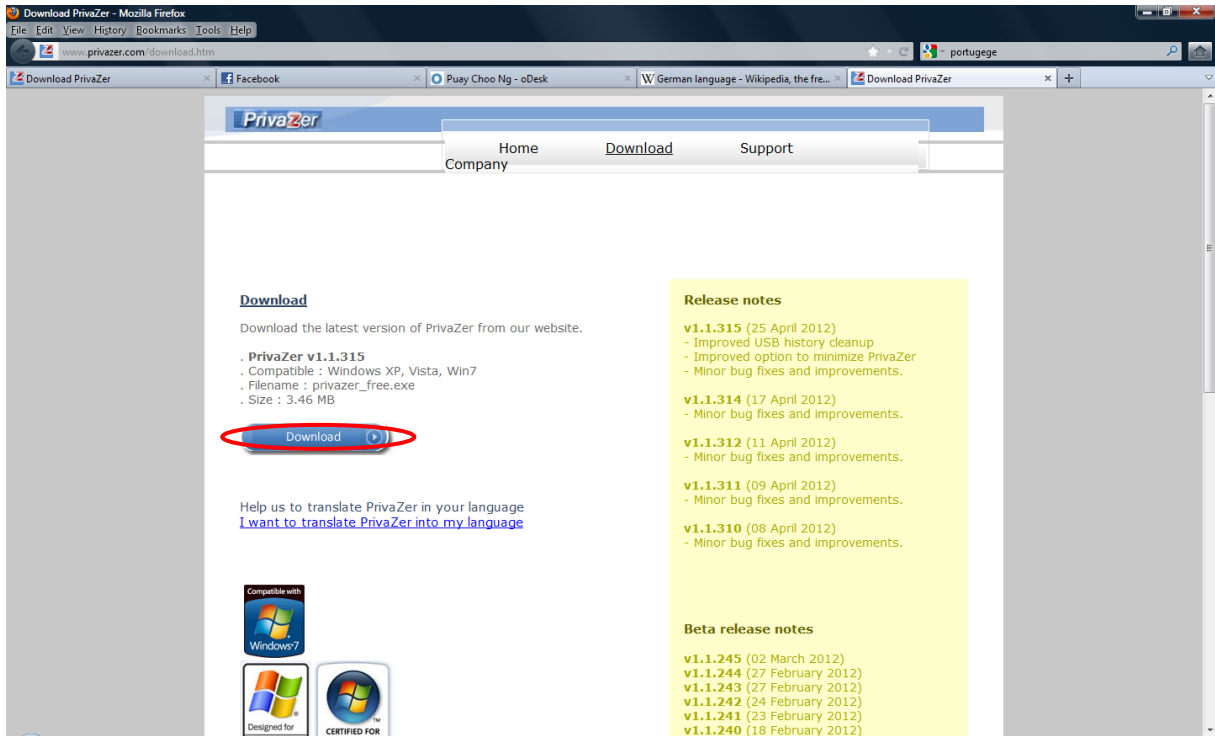 Download PrivaZer - Mozilla Firefox
File Edit View History Bookmarks Tools Help
www.privazer.com/download.htm
portugege
Download PrivaZer
Facebook
Puay Choo Ng - oDesk
German language - Wikipedia, the fre...
Download PrivaZer
PrivaZer
Home Download Support
Company
Download
Download the latest version of PrivaZer from our website.
. PrivaZer v1.1.315
. Compatible : Windows XP, Vista, Win7
. Filename : privazer_free.exe
. Size : 3.46 MB
Download
Help us to translate PrivaZer in your language
I want to translate PrivaZer into my language
Compatible with
Windows 7
Designed for
CERTIFIED FOR
Release notes
v1.1.315 (25 April 2012)
- Improved USB history cleanup
- Improved option to minimize PrivaZer
- Minor bug fixes and improvements.
v1.1.314 (17 April 2012)
- Minor bug fixes and improvements.
v1.1.312 (11 April 2012)
- Minor bug fixes and improvements.
v1.1.311 (09 April 2012)
- Minor bug fixes and improvements.
v1.1.310 (08 April 2012)
- Minor bug fixes and improvements.
Beta release notes
v1.1.245 (02 March 2012)
v1.1.244 (27 February 2012)
v1.1.243 (27 February 2012)
v1.1.242 (24 February 2012)
v1.1.241 (23 February 2012)
v1.1.240 (18 February 2012)